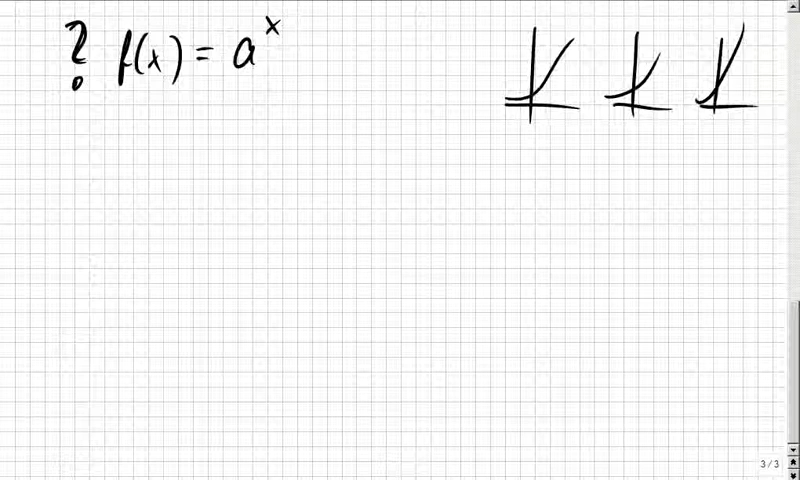 ? f(x) = a^x
3 / 3